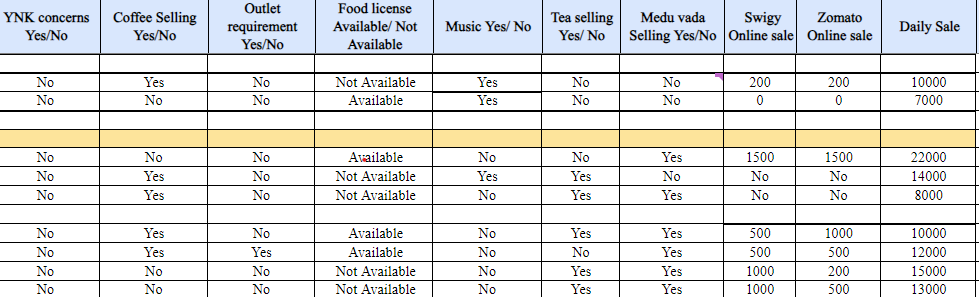 YNK concerns Yes/No | Coffee Selling Yes/No | Outlet requirement Yes/No | Food license Available/ Not Available | Music Yes/ No | Tea selling Yes/ No | Medu vada Selling Yes/No | Swigy Online sale | Zomato Online sale | Daily Sale
No | Yes | No | Not Available | Yes | No | No | 200 | 200 | 10000
No | No | No | Available | Yes | No | No | 0 | 0 | 7000
No | No | No | Available | No | No | Yes | 1500 | 1500 | 22000
No | Yes | No | Not Available | Yes | Yes | No | No | No | 14000
No | Yes | No | Not Available | No | Yes | Yes | No | No | 8000
No | Yes | No | Available | No | Yes | Yes | 500 | 1000 | 10000
No | Yes | Yes | Available | No | No | Yes | 500 | 500 | 12000
No | No | No | Not Available | No | Yes | Yes | 1000 | 200 | 15000
No | No | No | Not Available | No | Yes | Yes | 1000 | 500 | 13000